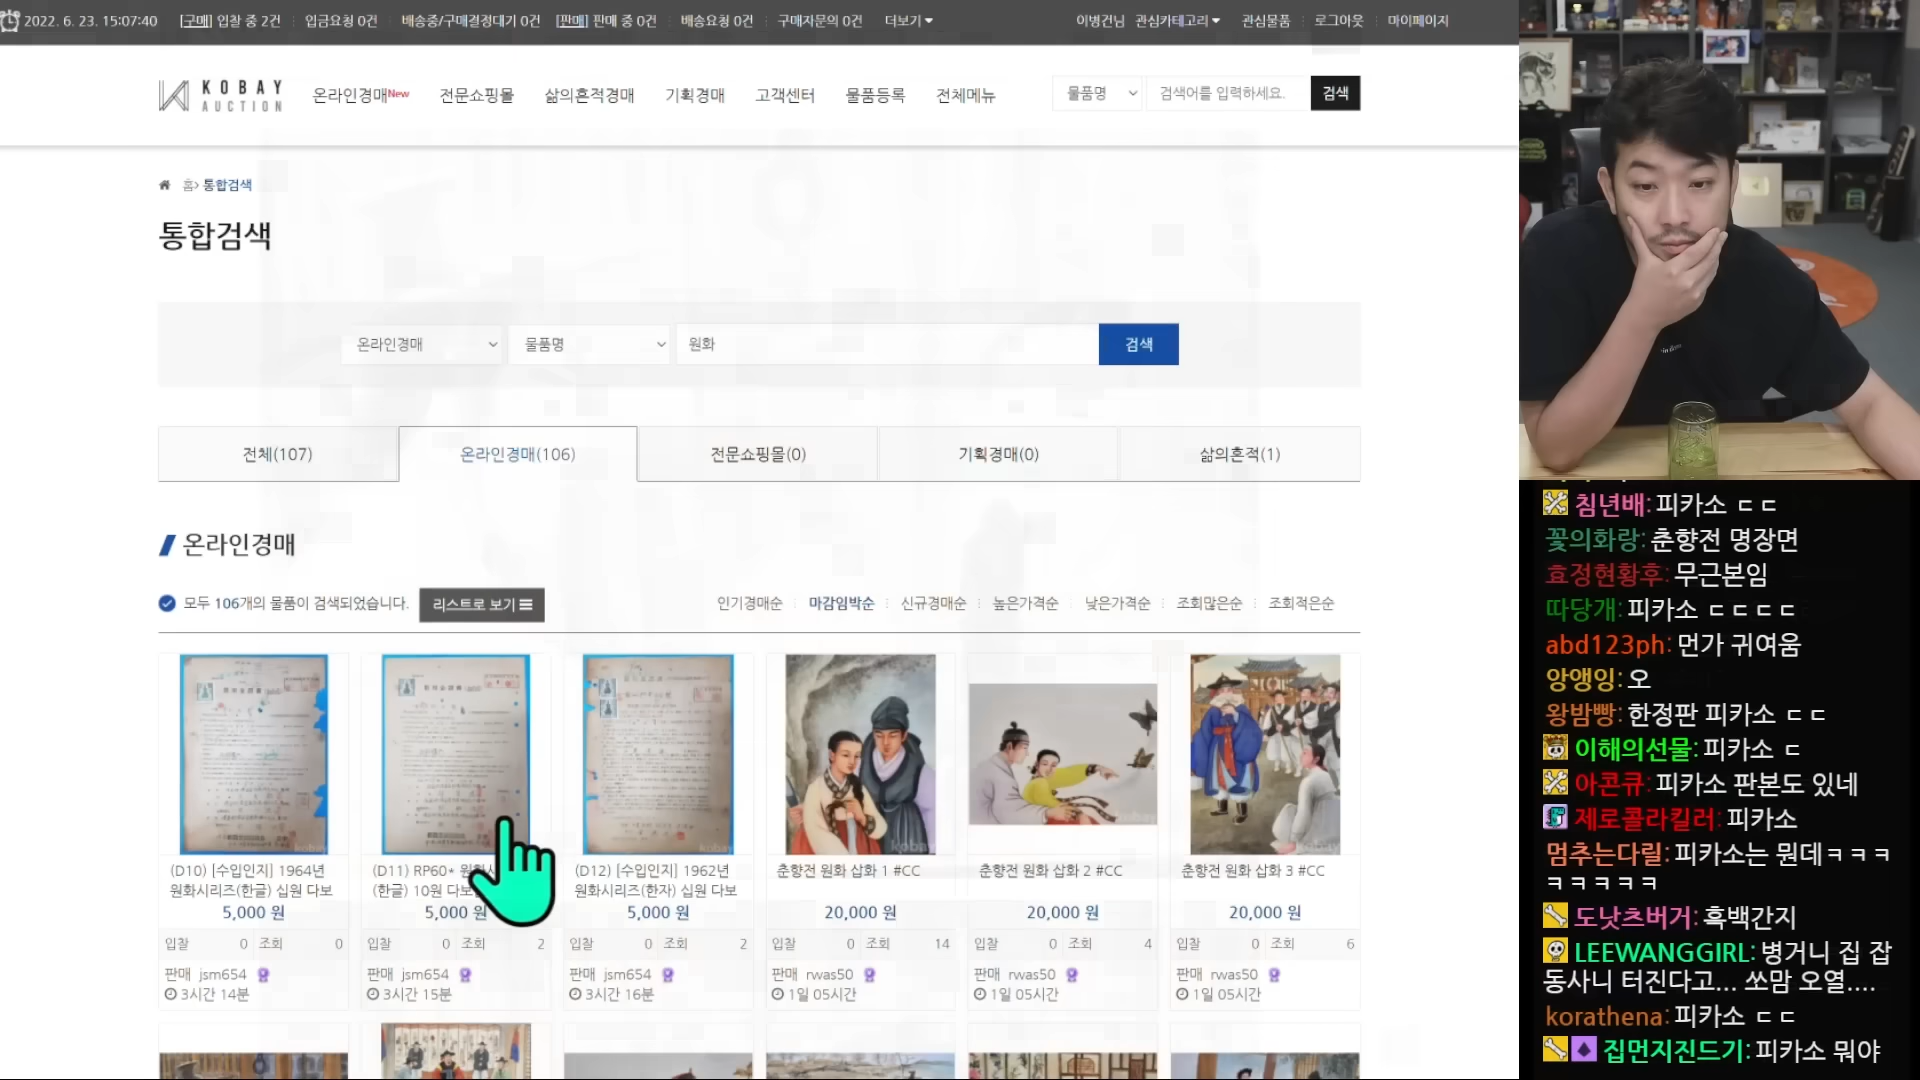 2022. 6. 23. 15:07:40 [구매] 입찰 중 2건 입금요청 0건 배송중/구매결정대기 0건 [판매] 판매 중 0건 배송요청 0건 구매자문의 0건 더보기 이병건님 관심카테고리 관심물품 로그아웃 마이페이지
KOBAY AUCTION 온라인경매New 전문쇼핑몰 삶의흔적경매 기획경매 고객센터 물품등록 전체메뉴 물품명 검색어를 입력하세요. 검색
홈> 통합검색
통합검색
온라인경매 물품명 원화 검색
전체(107) 온라인경매(106) 전문쇼핑몰(0) 기획경매(0) 삶의흔적(1)
온라인경매
모두 106개의 물품이 검색되었습니다. 리스트로 보기 인기경매순 마감임박순 신규경매순 높은가격순 낮은가격순 조회많은순 조회적은순
(D10) [수입인지] 1964년
원화시리즈(한글) 십원 다보
5,000 원
입찰 0 조회 0
판매 jsm654
3시간 14분
(D11) RP60* 원화
(한글) 10원 다보
5,000 원
입찰 0 조회 2
판매 jsm654
3시간 15분
(D12) [수입인지] 1962년
원화시리즈(한자) 십원 다보
5,000 원
입찰 0 조회 2
판매 jsm654
3시간 16분
춘향전 원화 삽화 1 #CC
20,000 원
입찰 0 조회 14
판매 rwas50
1일 05시간
춘향전 원화 삽화 2 #CC
20,000 원
입찰 0 조회 4
판매 rwas50
1일 05시간
춘향전 원화 삽화 3 #CC
20,000 원
입찰 0 조회 6
판매 rwas50
1일 05시간
침년배: 피카소 ㄷㄷ
꽃의화랑: 춘향전 명장면
효정현황후: 무근본임
따당개: 피카소 ㄷㄷㄷㄷ
abd123ph: 먼가 귀여움
앙앵잉: 오
왕밤빵: 한정판 피카소 ㄷㄷ
이해의선물: 피카소 ㄷ
아콘큐: 피카소 판본도 있네
제로콜라킬러: 피카소
멈추는다릴: 피카소는 뭔데ㅋㅋㅋ
ㅋㅋㅋㅋㅋㅋ
도낫츠버거: 흑백간지
LEEWANGGIRL: 병거니 집 잡
동사니 터진다고... 쏘맘 오열....
korathena: 피카소 ㄷㄷ
집먼지진드기: 피카소 뭐야